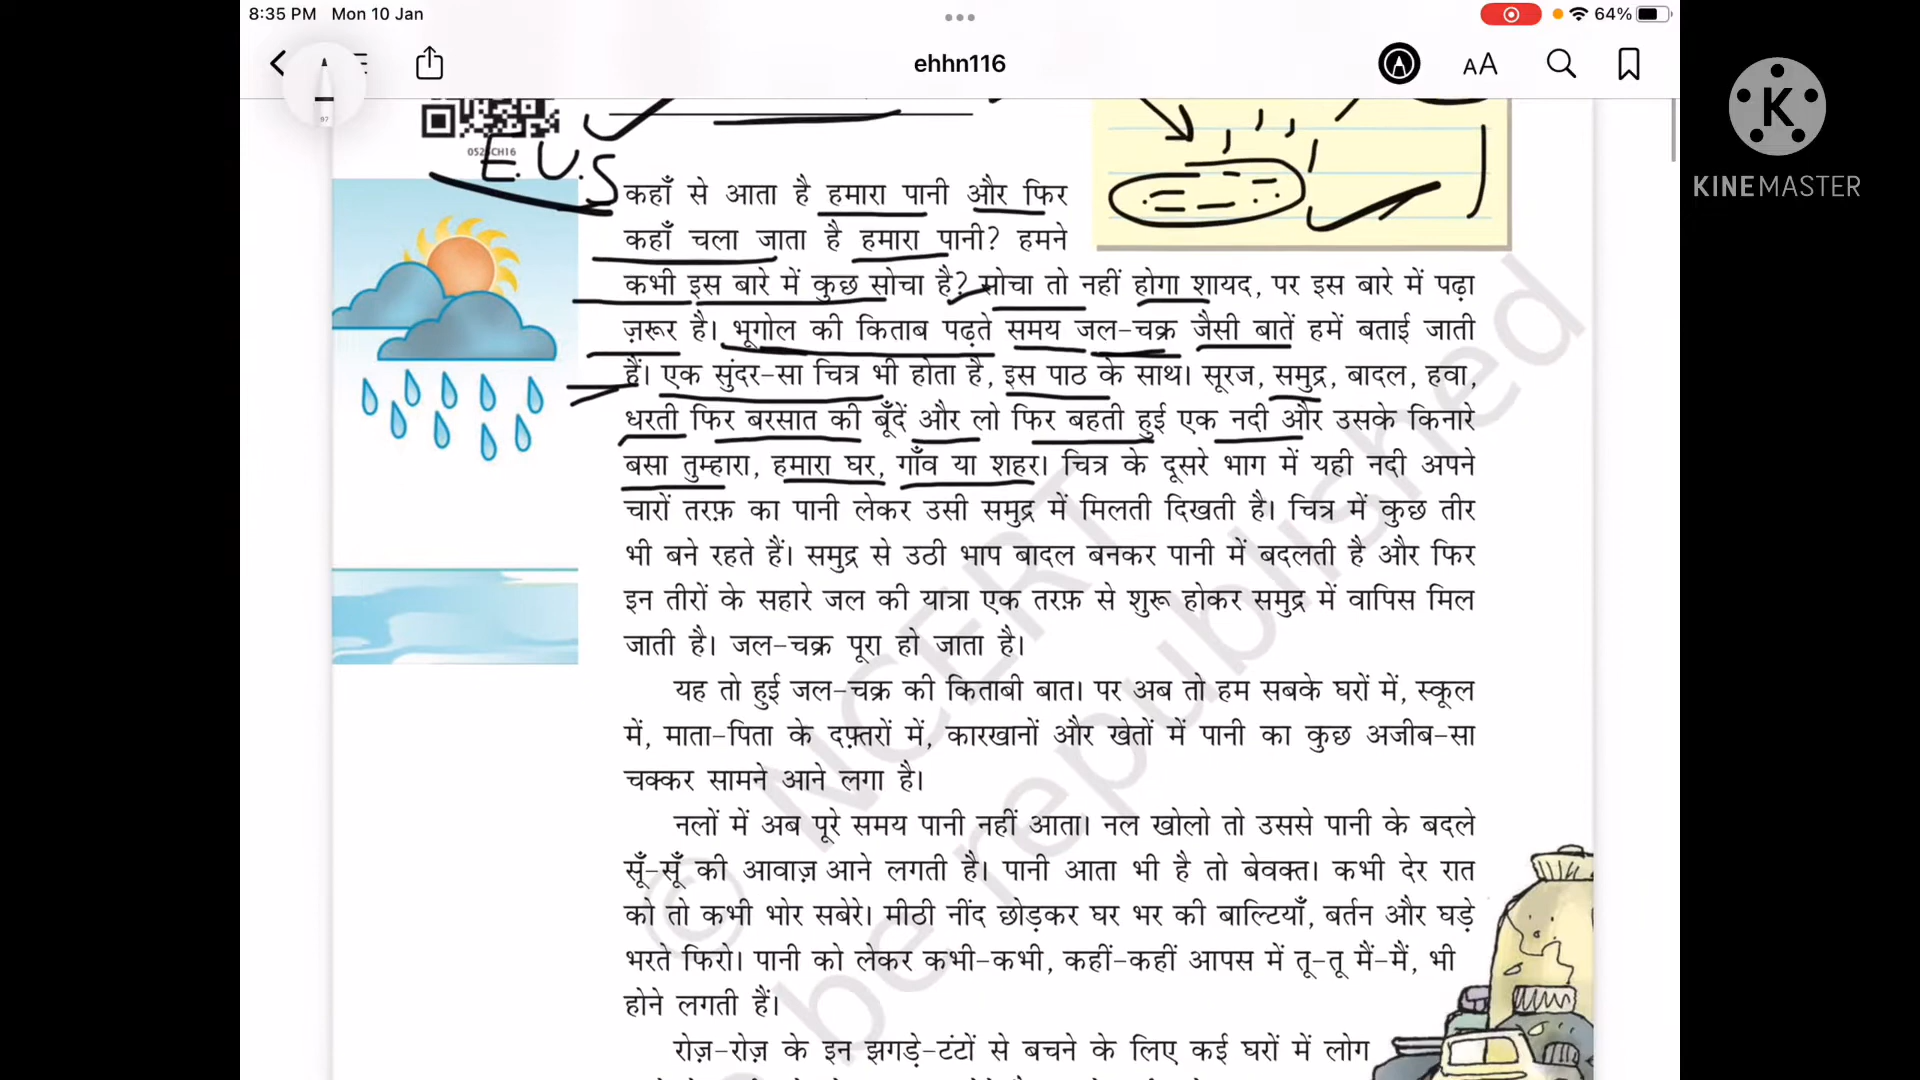 8:35 PM Mon 10 Jan
64%
ehhn116
AA
K
KINEMASTER
97
E.U.S
कहाँ से आता है हमारा पानी और फिर
कहाँ चला जाता है हमारा पानी? हमने
कभी इस बारे में कुछ सोचा है? सोचा तो नहीं होगा शायद, पर इस बारे में पढ़ा
ज़रूर है। भूगोल की किताब पढ़ते समय जल-चक्र जैसी बातें हमें बताई जाती
हैं। एक सुंदर-सा चित्र भी होता है, इस पाठ के साथ। सूरज, समुद्र, बादल, हवा,
धरती फिर बरसात की बूँदें और लो फिर बहती हुई एक नदी और उसके किनारे
बसा तुम्हारा, हमारा घर, गाँव या शहर। चित्र के दूसरे भाग में यही नदी अपने
चारों तरफ़ का पानी लेकर उसी समुद्र में मिलती दिखती है। चित्र में कुछ तीर
भी बने रहते हैं। समुद्र से उठी भाप बादल बनकर पानी में बदलती है और फिर
इन तीरों के सहारे जल की यात्रा एक तरफ़ से शुरू होकर समुद्र में वापिस मिल
जाती है। जल-चक्र पूरा हो जाता है।
यह तो हुई जल-चक्र की किताबी बात। पर अब तो हम सबके घरों में, स्कूल
में, माता-पिता के दफ़्तरों में, कारखानों और खेतों में पानी का कुछ अजीब-सा
चक्कर सामने आने लगा है।
नलों में अब पूरे समय पानी नहीं आता। नल खोलो तो उससे पानी के बदले
सूँ-सूँ की आवाज़ आने लगती है। पानी आता भी है तो बेवक्त। कभी देर रात
को तो कभी भोर सबेरे। मीठी नींद छोड़कर घर भर की बाल्टियाँ, बर्तन और घड़े
भरते फिरो। पानी को लेकर कभी-कभी, कहीं-कहीं आपस में तू-तू मैं-मैं, भी
होने लगती हैं।
रोज़-रोज़ के इन झगड़े-टंटों से बचने के लिए कई घरों में लोग
© NCERT
be republished